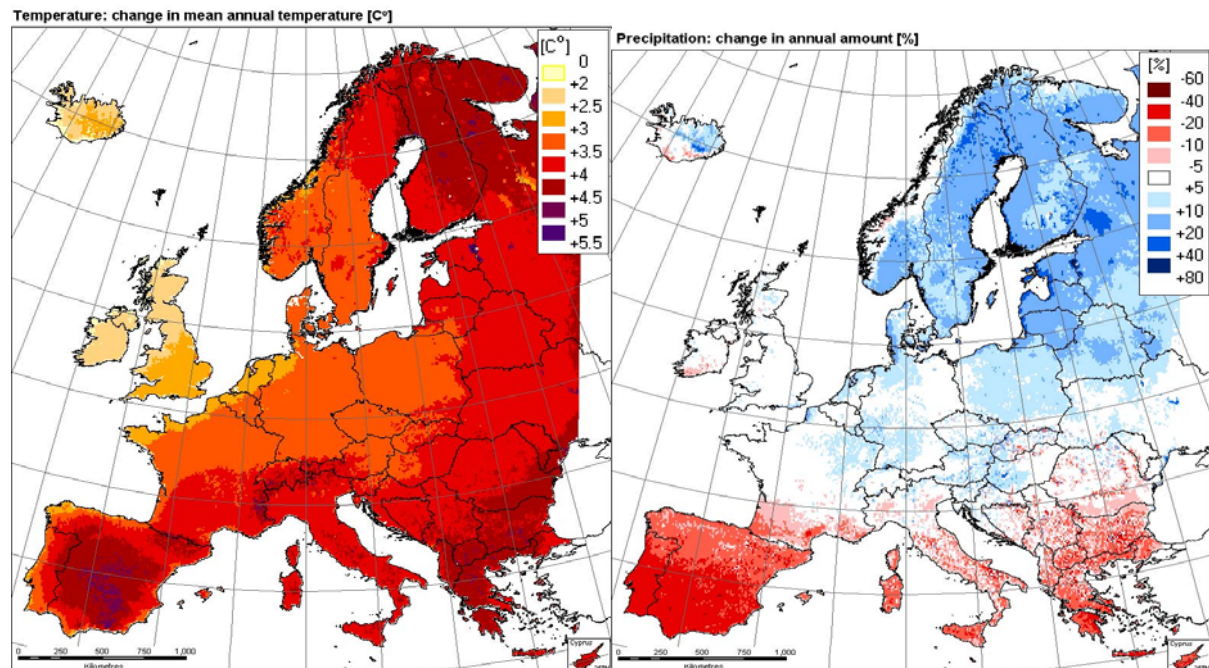 Temperature: change in mean annual temperature [Cº]
[C°]
0
+2
+2.5
+3
+3.5
+4
+4.5
+5
+5.5
Cyprus
0 250 500 750 1,000
Kilometres
Precipitation: change in annual amount [%]
[%]
-60
-40
-20
-10
-5
+5
+10
+20
+40
+80
Cyprus
0 250 500 750 1,000
Kilometres